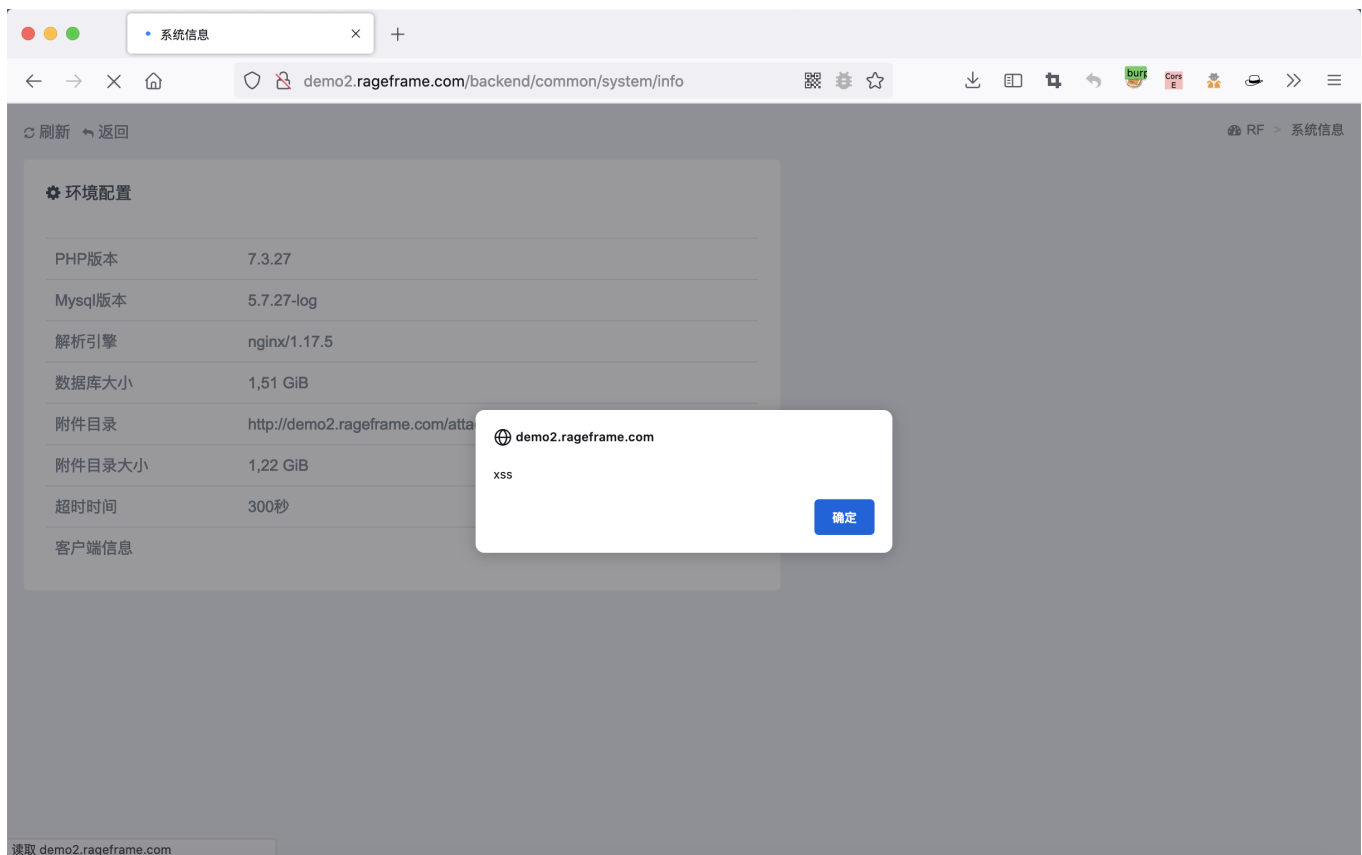 系统信息
demo2.rageframe.com/backend/common/system/info
burp
Cors
E
刷新 返回
RF > 系统信息
环境配置
PHP版本 7.3.27
Mysql版本 5.7.27-log
解析引擎 nginx/1.17.5
数据库大小 1,51 GiB
附件目录 http://demo2.rageframe.com/atta
附件目录大小 1,22 GiB
超时时间 300秒
客户端信息
demo2.rageframe.com
xss
确定
读取 demo2.rageframe.com